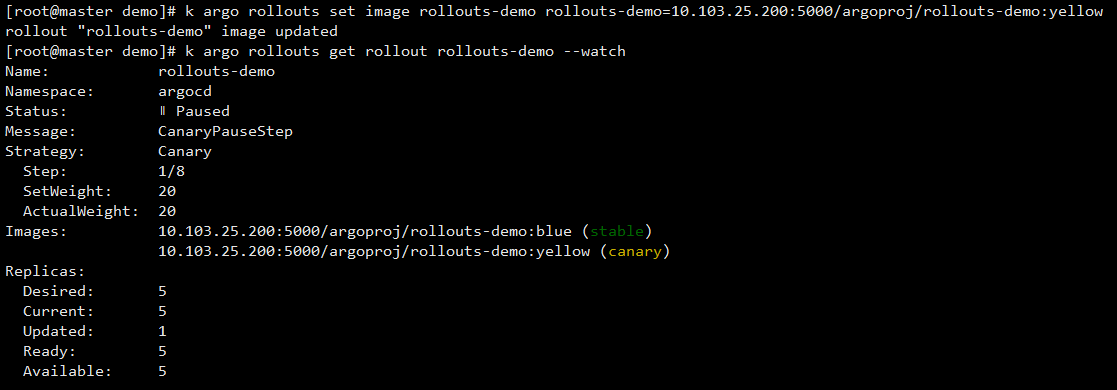 [root@master demo]# k argo rollouts set image rollouts-demo rollouts-demo=10.103.25.200:5000/argoproj/rollouts-demo:yellow
rollout "rollouts-demo" image updated
[root@master demo]# k argo rollouts get rollout rollouts-demo --watch
Name:            rollouts-demo
Namespace:       argocd
Status:          ॥ Paused
Message:         CanaryPauseStep
Strategy:        Canary
  Step:          1/8
  SetWeight:     20
  ActualWeight:  20
Images:          10.103.25.200:5000/argoproj/rollouts-demo:blue (stable)
                 10.103.25.200:5000/argoproj/rollouts-demo:yellow (canary)
Replicas:
  Desired:       5
  Current:       5
  Updated:       1
  Ready:         5
  Available:     5